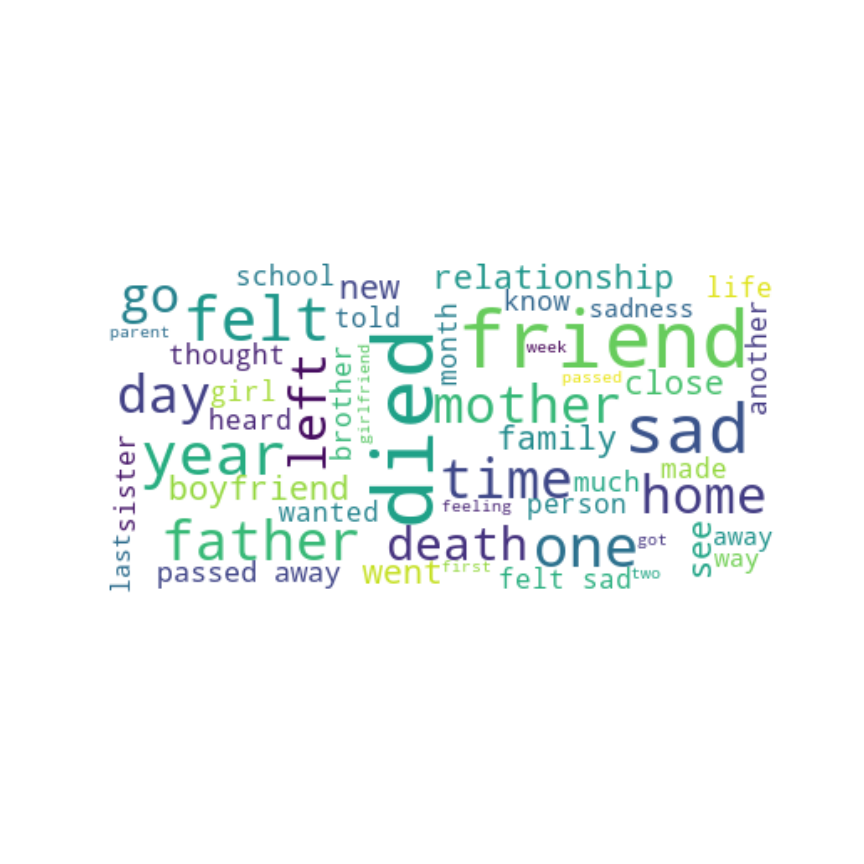 school
new
relationship
life
go
felt
told
know
sadness
parent
month
friend
another
thought
week
passed
close
day
girl
left
brother
girlfriend
died
mother
heard
sad
family
year
sister
time
much
made
boyfriend
home
wanted
feeling
person
father
death
one
got
see
away
last
passed away
went
first
felt sad
two
way